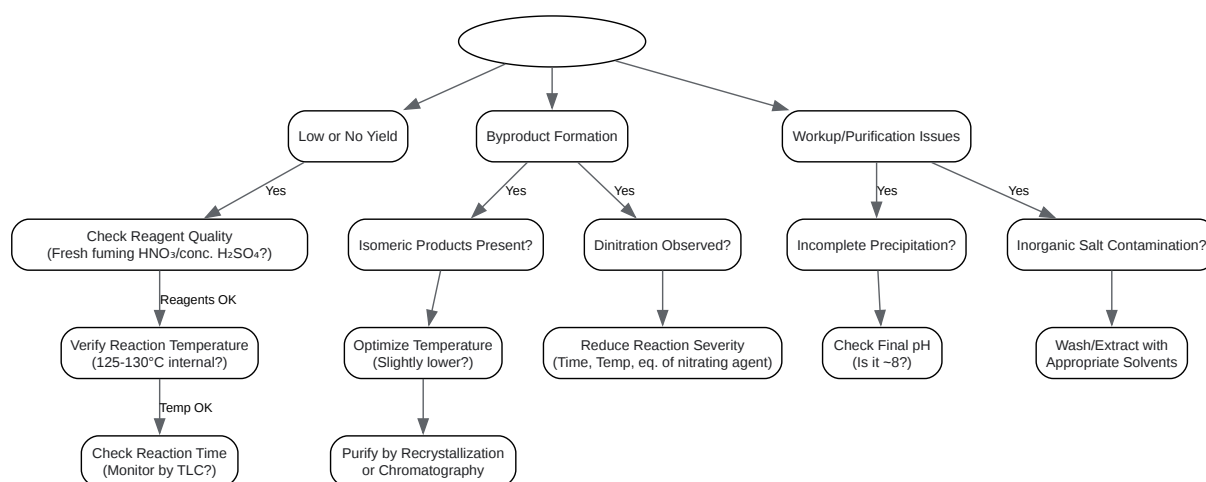 Low or No Yield
Byproduct Formation
Workup/Purification Issues
Yes
Yes
Yes
Yes
Yes
Check Reagent Quality
(Fresh fuming HNO₃/conc. H₂SO₄?)
Isomeric Products Present?
Dinitration Observed?
Incomplete Precipitation?
Inorganic Salt Contamination?
Reagents OK
Verify Reaction Temperature
(125-130°C internal?)
Optimize Temperature
(Slightly lower?)
Reduce Reaction Severity
(Time, Temp, eq. of nitrating agent)
Check Final pH
(Is it ~8?)
Wash/Extract with
Appropriate Solvents
Temp OK
Check Reaction Time
(Monitor by TLC?)
Purify by Recrystallization
or Chromatography